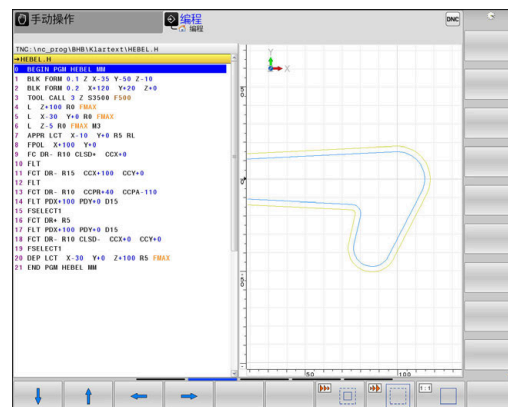 手动操作
编程
编程
DNC
TNC:\nc_prog\BHB\Klartext\HEBEL.H
→HEBEL.H
0 BEGIN PGM HEBEL MM
1 BLK FORM 0.1 Z X-35 Y-50 Z-10
2 BLK FORM 0.2 X+120 Y+20 Z+0
3 TOOL CALL 3 Z S3500 F500
4 L Z+100 R0 FMAX
5 L X-30 Y+0 R0 FMAX
6 L Z-5 R0 FMAX M3
7 APPR LCT X-10 Y+0 R5 RL
8 FPOL X+100 Y+0
9 FC DR- R10 CLSD+ CCX+0
10 FLT
11 FCT DR- R15 CCX+100 CCY+0
12 FLT
13 FCT DR- R10 CCPR+40 CCPA-110
14 FLT PDX+100 PDY+0 D15
15 FSELECT1
16 FCT DR+ R5
17 FLT PDX+100 PDY+0 D15
18 FCT DR- R10 CLSD- CCX+0 CCY+0
19 FSELECT1
20 DEP LCT X-30 Y+0 Z+100 R5 FMAX
21 END PGM HEBEL MM
Y
X
50
0
-50
50
100
1:1